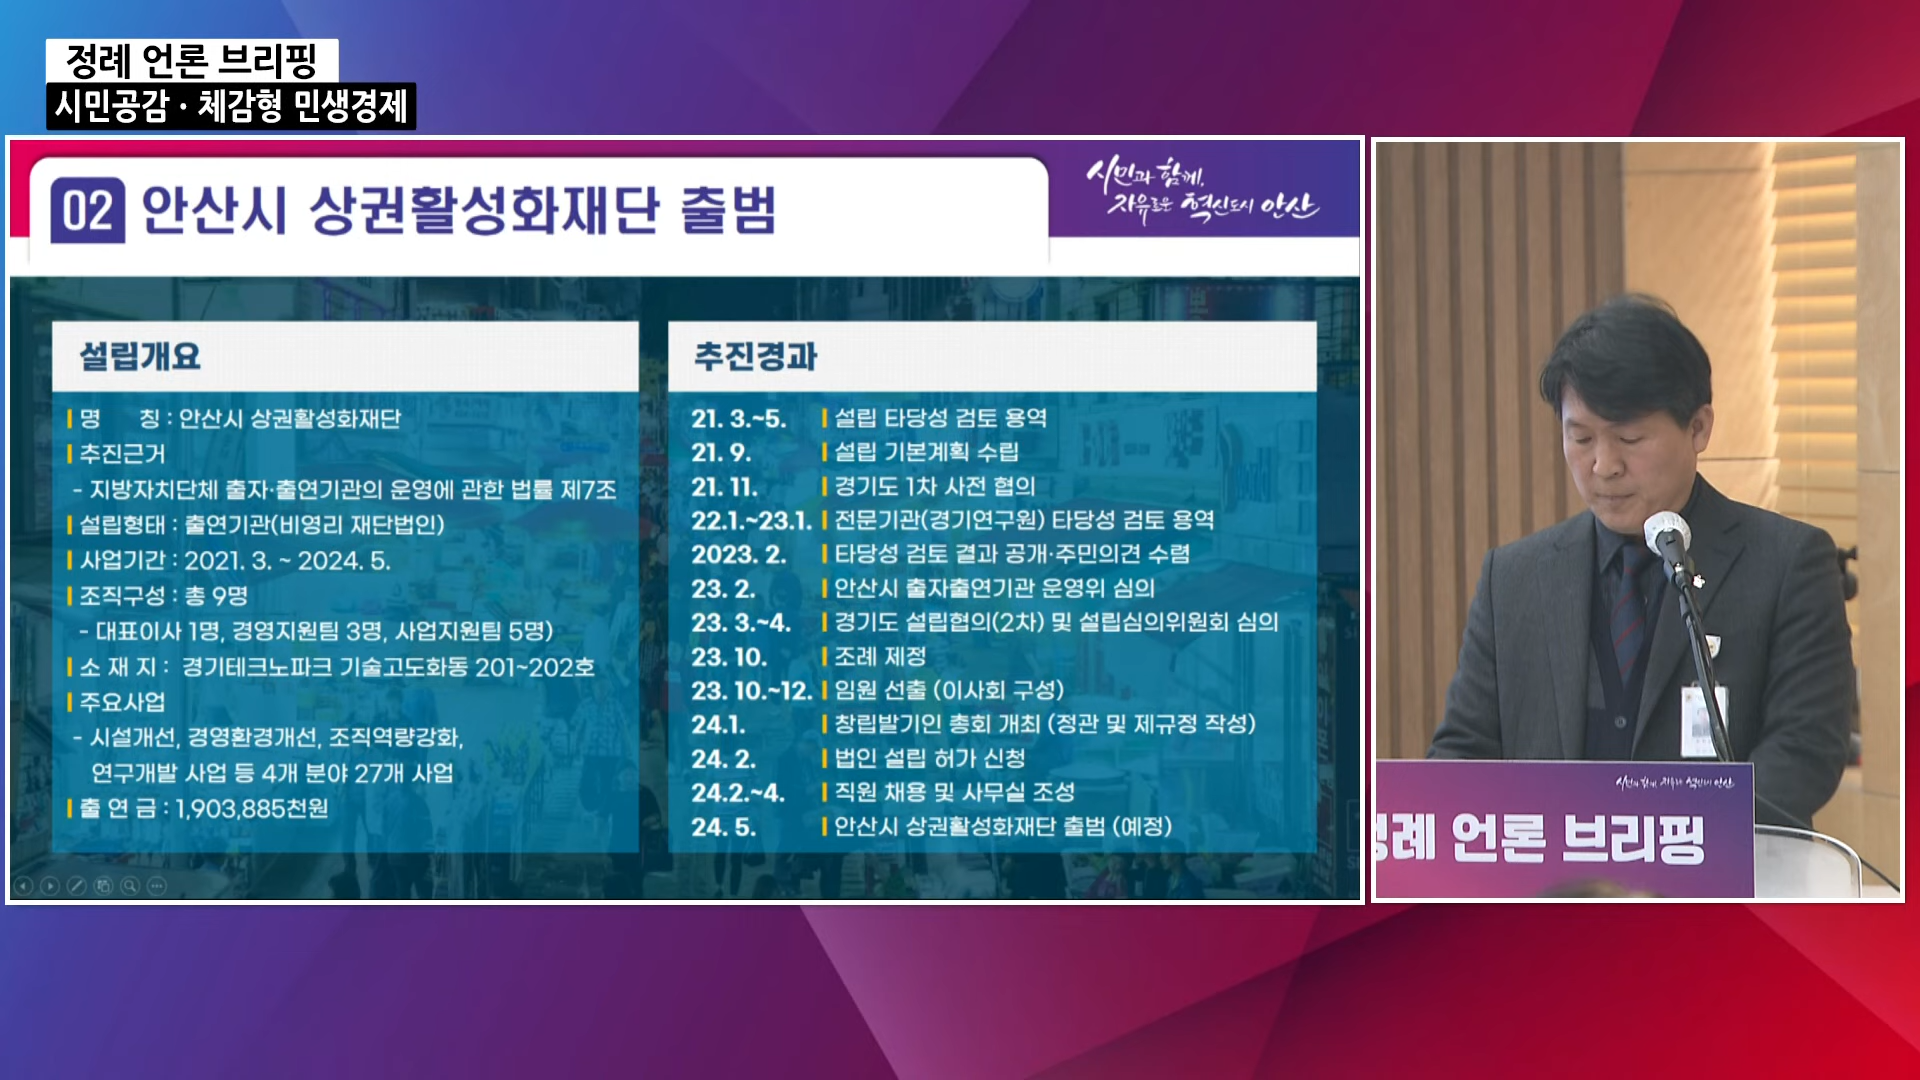 정례 언론 브리핑
시민공감·체감형 민생경제
02 안산시 상권활성화재단 출범
시민과 함께,
자유로운 혁신도시 안산
설립개요
명 칭 : 안산시 상권활성화재단
추진근거
- 지방자치단체 출자·출연기관의 운영에 관한 법률 제7조
설립형태 : 출연기관(비영리 재단법인)
사업기간 : 2021. 3. ~ 2024. 5.
조직구성 : 총 9명
- 대표이사 1명, 경영지원팀 3명, 사업지원팀 5명)
소 재 지 : 경기테크노파크 기술고도화동 201~202호
주요사업
- 시설개선, 경영환경개선, 조직역량강화,
연구개발 사업 등 4개 분야 27개 사업
출 연 금 : 1,903,885천원
추진경과
21. 3.~5. 설립 타당성 검토 용역
21. 9. 설립 기본계획 수립
21. 11. 경기도 1차 사전 협의
22.1.~23.1. 전문기관(경기연구원) 타당성 검토 용역
2023. 2. 타당성 검토 결과 공개·주민의견 수렴
23. 2. 안산시 출자출연기관 운영위 심의
23. 3.~4. 경기도 설립협의(2차) 및 설립심의위원회 심의
23. 10. 조례 제정
23. 10.~12. 임원 선출 (이사회 구성)
24.1. 창립발기인 총회 개최 (정관 및 제규정 작성)
24. 2. 법인 설립 허가 신청
24.2.~4. 직원 채용 및 사무실 조성
24. 5. 안산시 상권활성화재단 출범 (예정)
시민과 함께, 자유로운 혁신도시 안산
정례 언론 브리핑